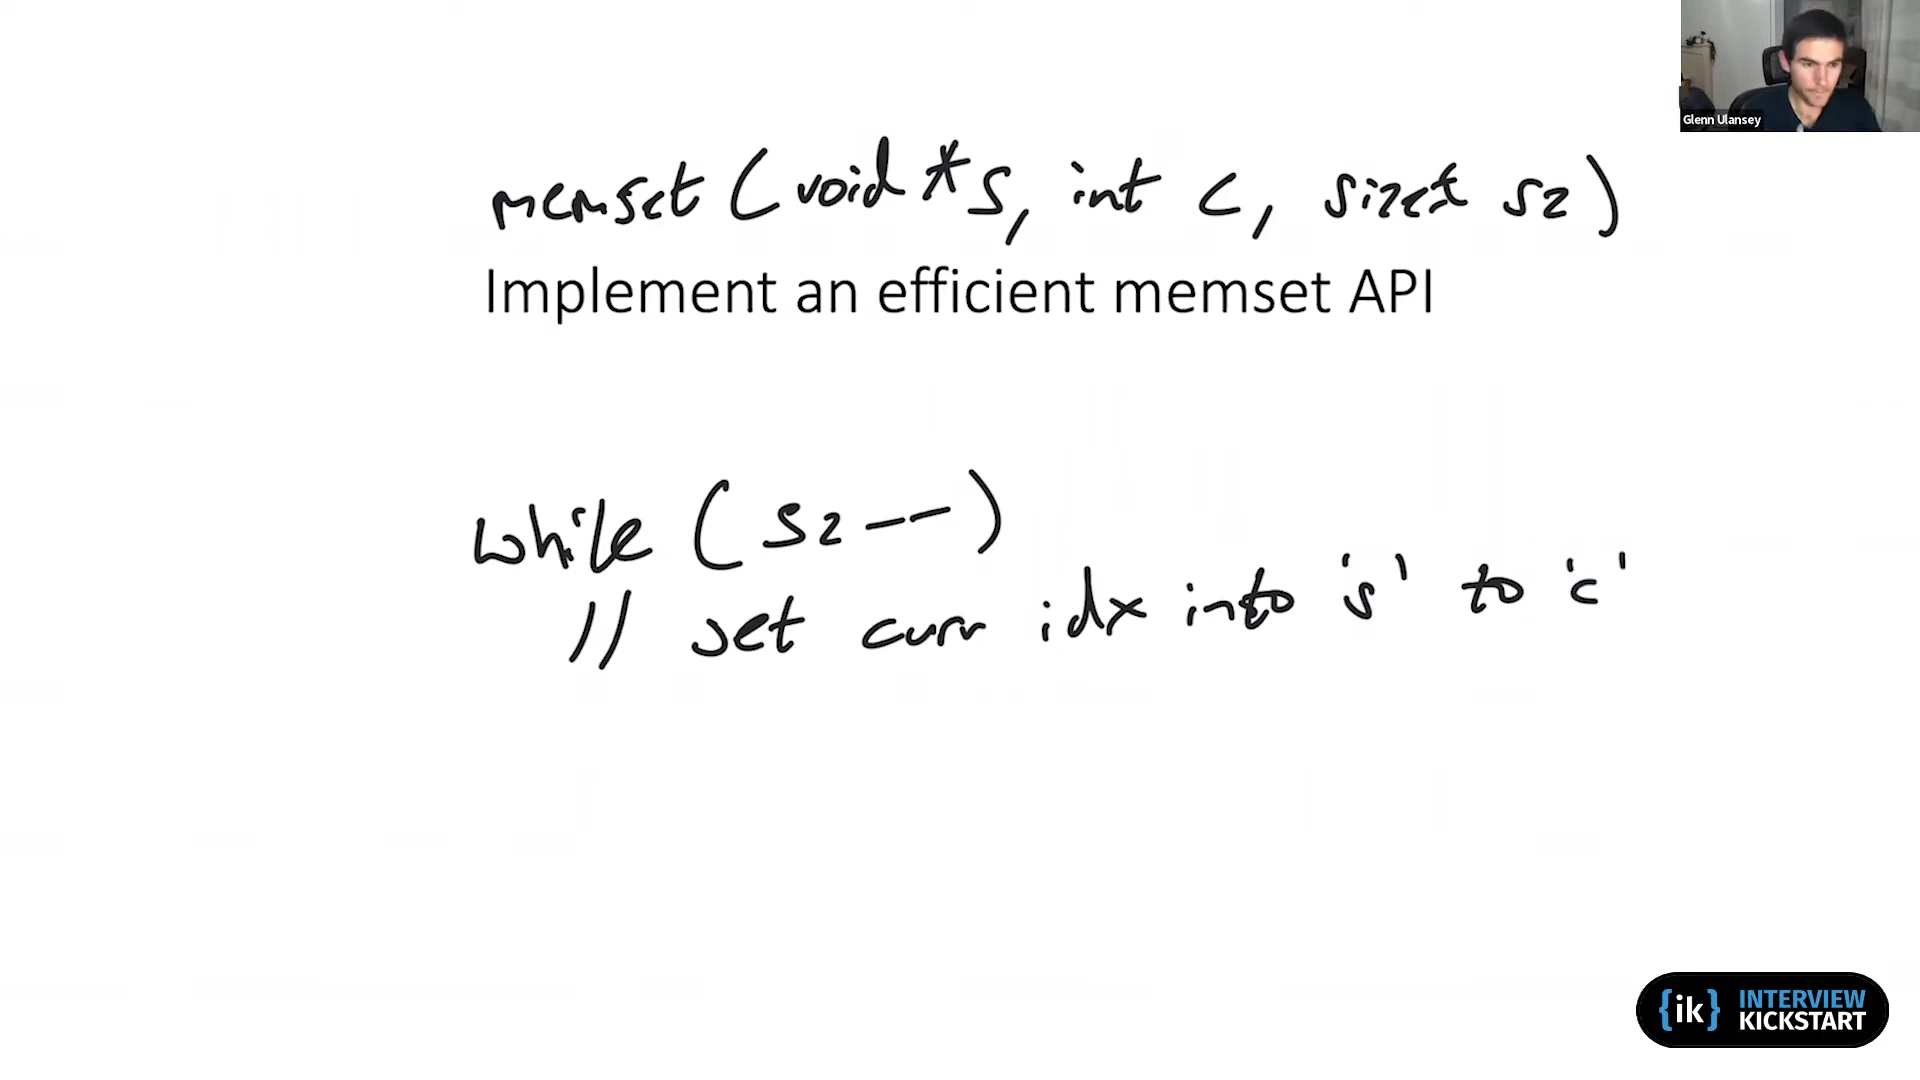 Glenn Ulansey
memset (void *s, int c, sizet sz)
Implement an efficient memset API
while (sz--)
// set curr idx into 's' to 'c'
{ik} INTERVIEW
KICKSTART